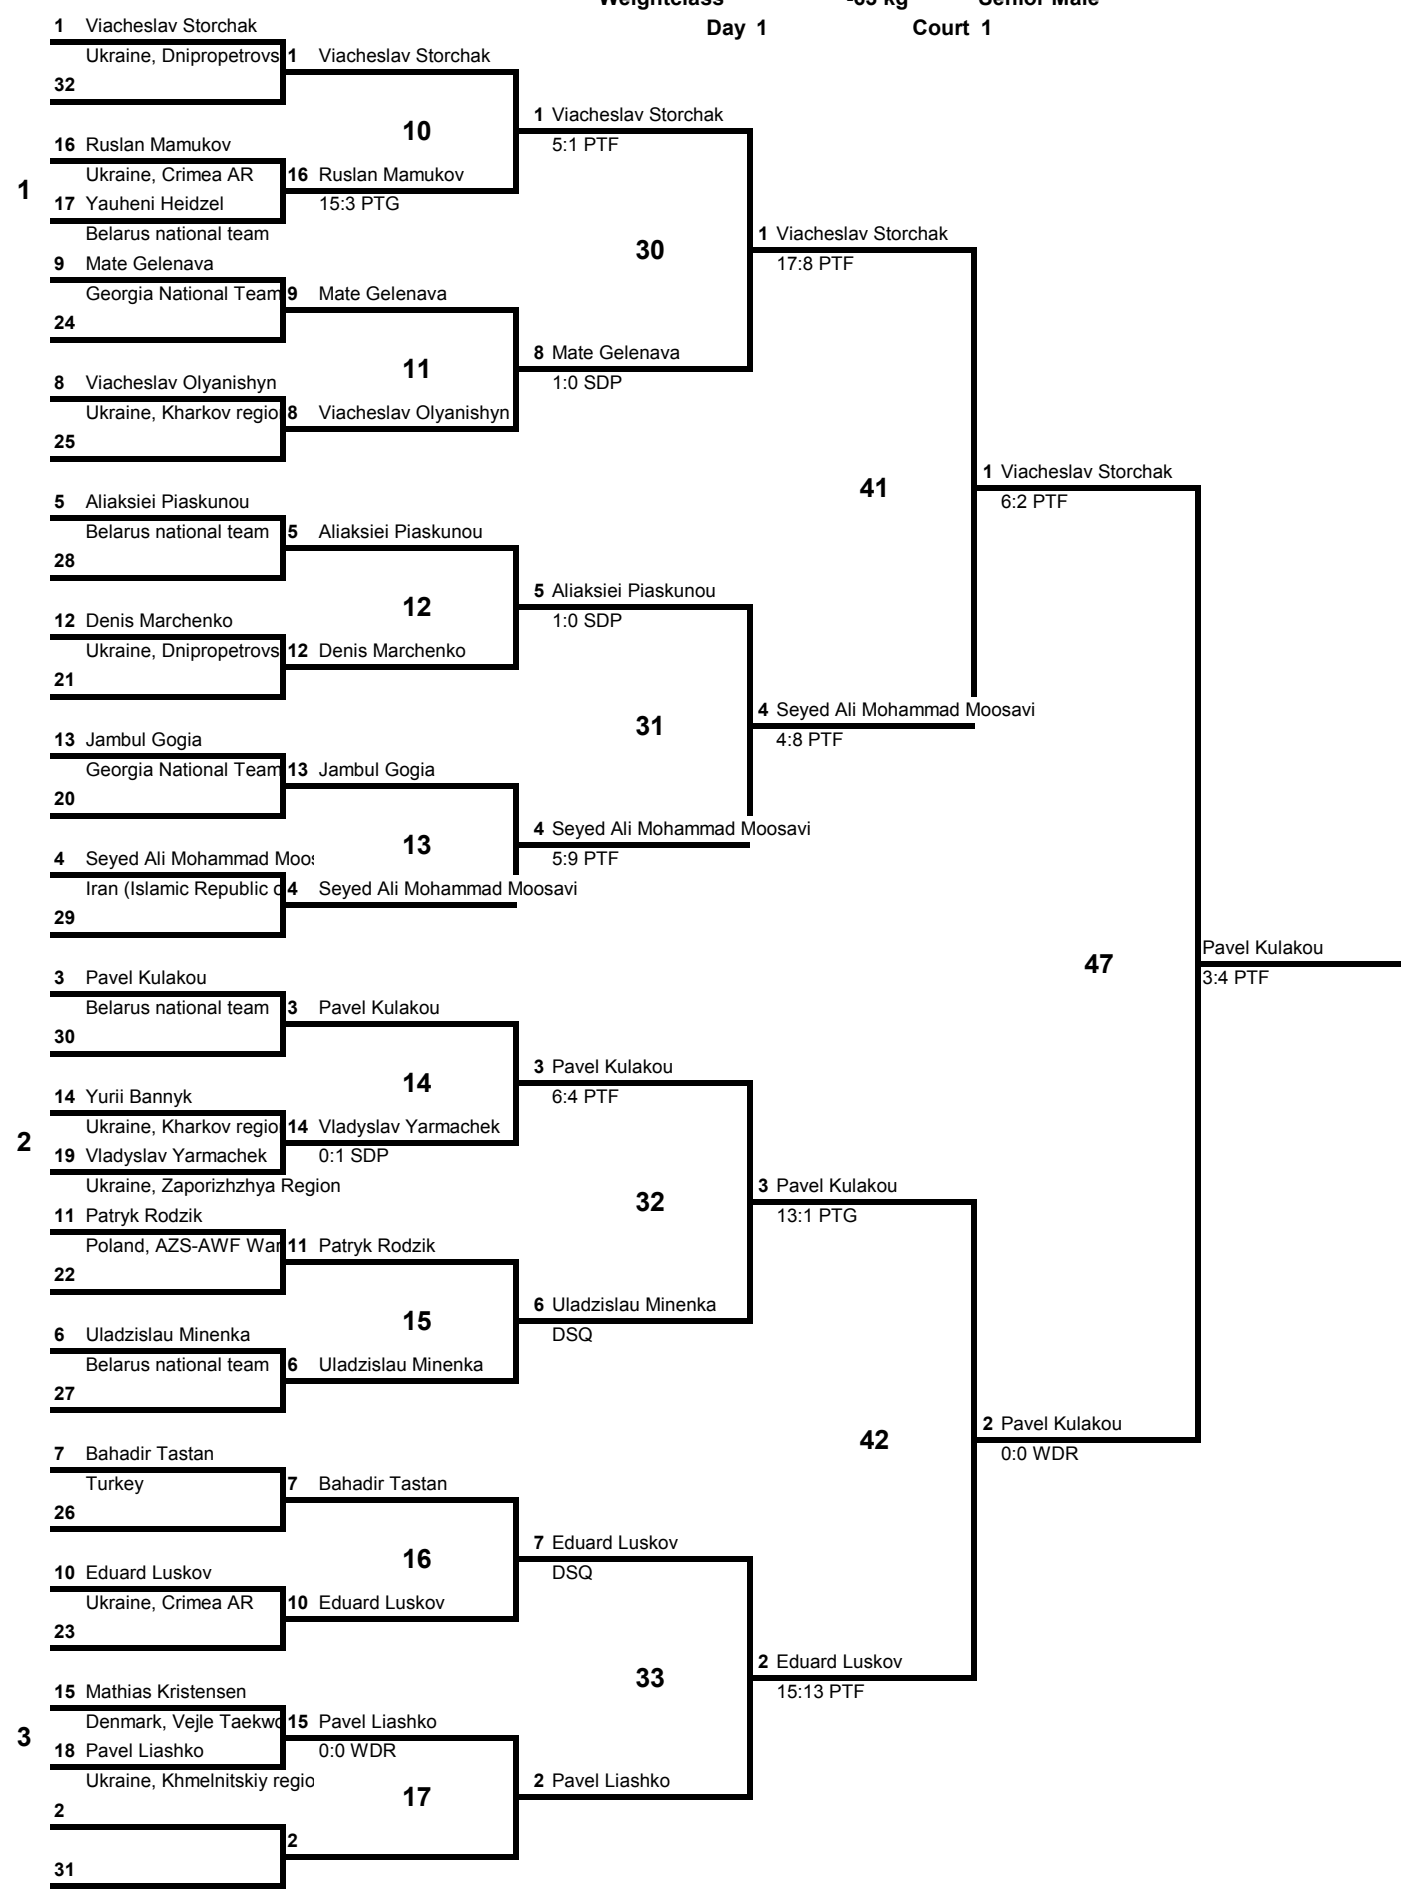 Weightclass -63 kg Senior Male
Day 1 Court 1
1 Viacheslav Storchak
Ukraine, Dnipropetrovs
32
1 Viacheslav Storchak
10
1 Viacheslav Storchak
5:1 PTF
16 Ruslan Mamukov
Ukraine, Crimea AR
1
17 Yauheni Heidzel
Belarus national team
16 Ruslan Mamukov
15:3 PTG
30
1 Viacheslav Storchak
17:8 PTF
9 Mate Gelenava
Georgia National Team
24
9 Mate Gelenava
11
8 Mate Gelenava
1:0 SDP
8 Viacheslav Olyanishyn
Ukraine, Kharkov regio
25
8 Viacheslav Olyanishyn
41
1 Viacheslav Storchak
6:2 PTF
5 Aliaksiei Piaskunou
Belarus national team
28
5 Aliaksiei Piaskunou
12
5 Aliaksiei Piaskunou
1:0 SDP
12 Denis Marchenko
Ukraine, Dnipropetrovs
21
12 Denis Marchenko
31
4 Seyed Ali Mohammad Moosavi
4:8 PTF
13 Jambul Gogia
Georgia National Team
20
13 Jambul Gogia
13
4 Seyed Ali Mohammad Moosavi
5:9 PTF
4 Seyed Ali Mohammad Moos
Iran (Islamic Republic o
29
4 Seyed Ali Mohammad Moosavi
47
Pavel Kulakou
3:4 PTF
3 Pavel Kulakou
Belarus national team
30
3 Pavel Kulakou
14
3 Pavel Kulakou
6:4 PTF
14 Yurii Bannyk
Ukraine, Kharkov regio
2
19 Vladyslav Yarmachek
Ukraine, Zaporizhzhya Region
14 Vladyslav Yarmachek
0:1 SDP
32
3 Pavel Kulakou
13:1 PTG
11 Patryk Rodzik
Poland, AZS-AWF War
22
11 Patryk Rodzik
15
6 Uladzislau Minenka
DSQ
6 Uladzislau Minenka
Belarus national team
27
6 Uladzislau Minenka
42
2 Pavel Kulakou
0:0 WDR
7 Bahadir Tastan
Turkey
26
7 Bahadir Tastan
16
7 Eduard Luskov
DSQ
10 Eduard Luskov
Ukraine, Crimea AR
23
10 Eduard Luskov
33
2 Eduard Luskov
15:13 PTF
15 Mathias Kristensen
Denmark, Vejle Taekwo
3
18 Pavel Liashko
Ukraine, Khmelnitskiy regio
15 Pavel Liashko
0:0 WDR
17
2 Pavel Liashko
2
31
2